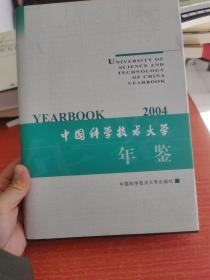 UNIVERSITY OF
SCIENCE AND
TECHNOLOGY
OF CHINA
YEARBOOK
YEARBOOK 2004
中国科学技术大学
年鉴
中国科学技术大学出版社